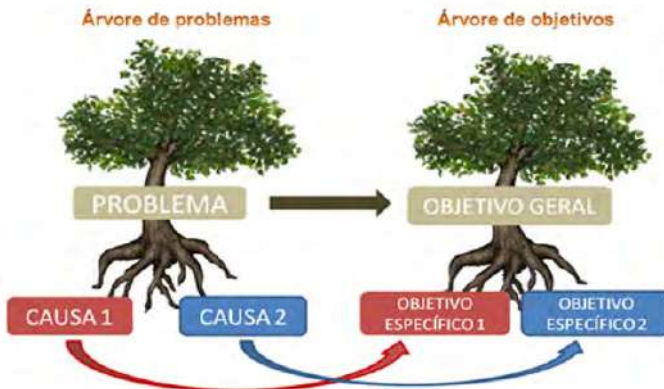 Árvore de problemas
Árvore de objetivos
PROBLEMA
OBJETIVO GERAL
CAUSA 1
CAUSA 2
OBJETIVO
ESPECÍFICO 1
OBJETIVO
ESPECÍFICO 2